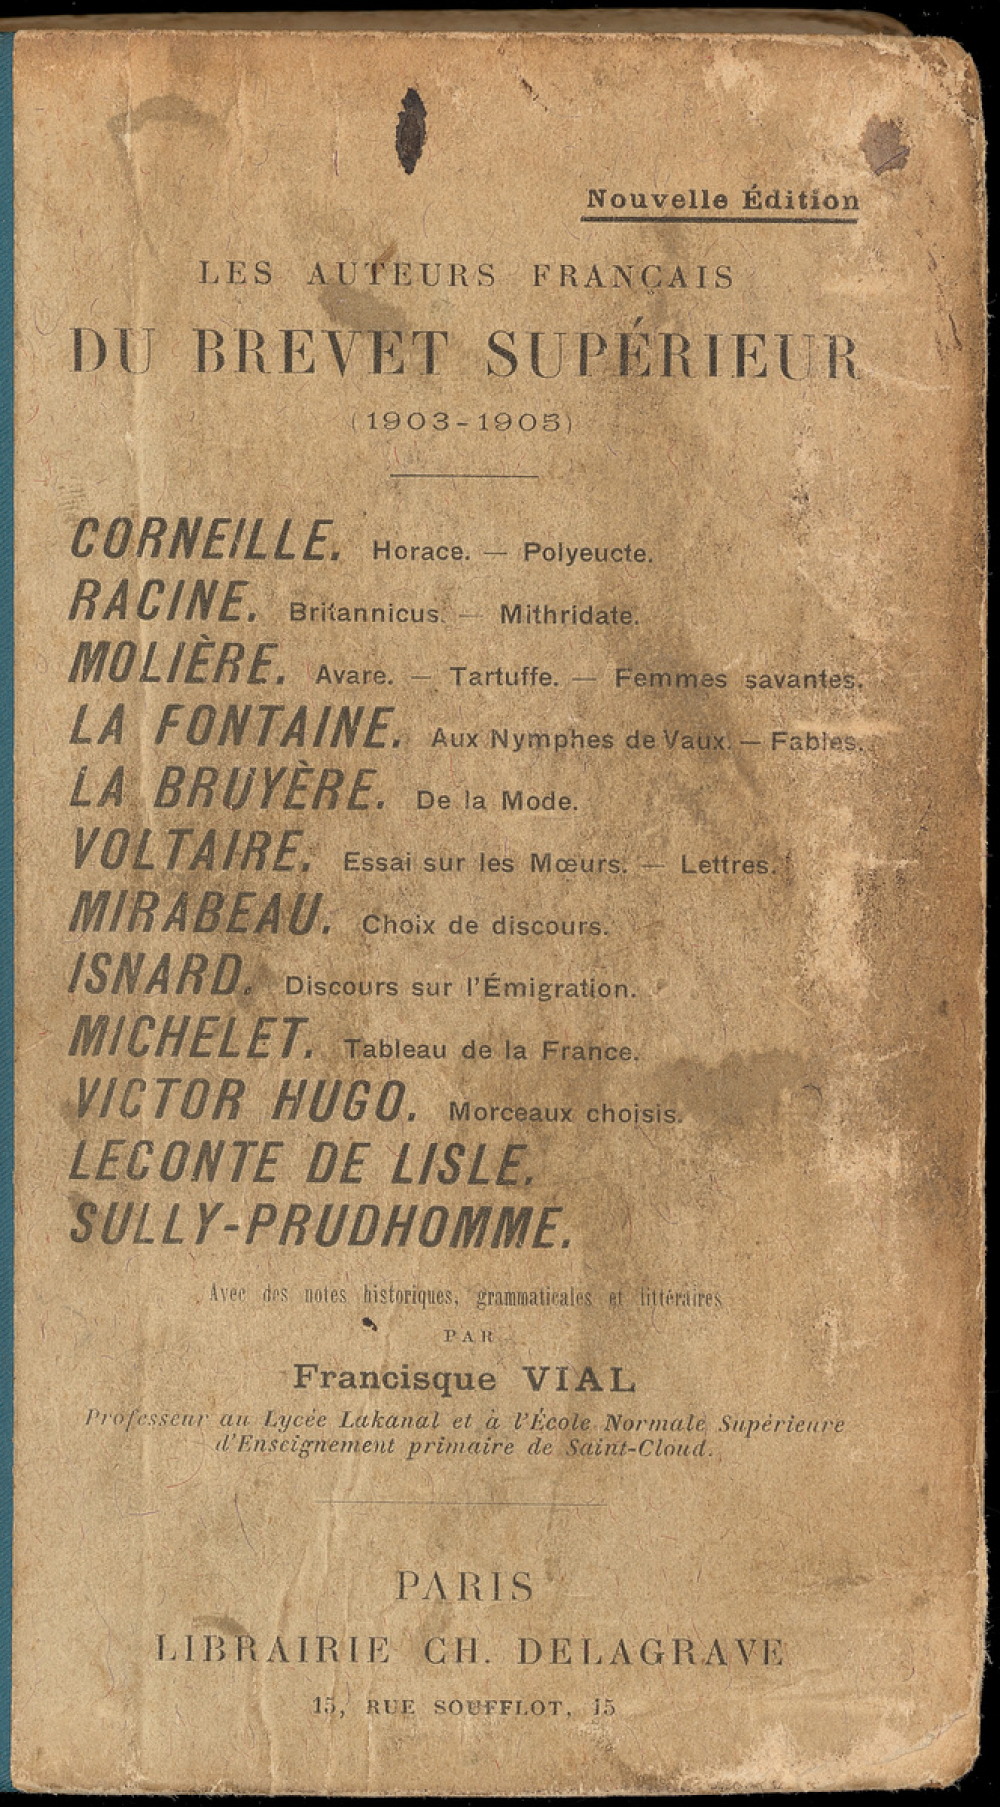 Nouvelle Édition
LES AUTEURS FRANÇAIS
DU BREVET SUPÉRIEUR
(1903-1905)
CORNEILLE. Horace. — Polyeucte.
RACINE. Britannicus. — Mithridate.
MOLIÈRE. Avare. — Tartuffe. — Femmes savantes.
LA FONTAINE. Aux Nymphes de Vaux. — Fables.
LA BRUYÈRE. De la Mode.
VOLTAIRE. Essai sur les Mœurs. — Lettres.
MIRABEAU. Choix de discours.
ISNARD. Discours sur l'Émigration.
MICHELET. Tableau de la France.
VICTOR HUGO. Morceaux choisis.
LECONTE DE LISLE.
SULLY-PRUDHOMME.
Avec des notes historiques, grammaticales et littéraires
PAR
Francisque VIAL
Professeur au Lycée Lakanal et à l'École Normale Supérieure
d'Enseignement primaire de Saint-Cloud.
PARIS
LIBRAIRIE CH. DELAGRAVE
15, RUE SOUFFLOT, 15